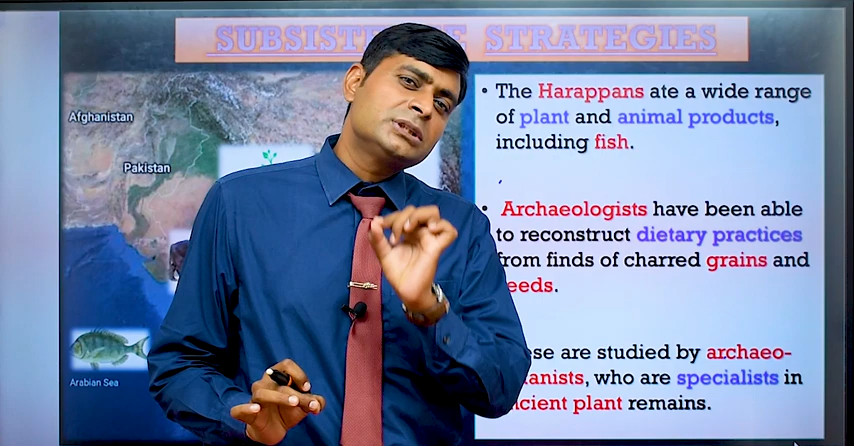 STRATEGIES
Afghanistan
Pakistan
Arabian Sea
• The Harappans ate a wide range
of plant and animal products,
including fish.
• Archaeologists have been able
to reconstruct dietary practices
from finds of charred grains and
are studied by archaeo-
who are specialists in
plant remains.